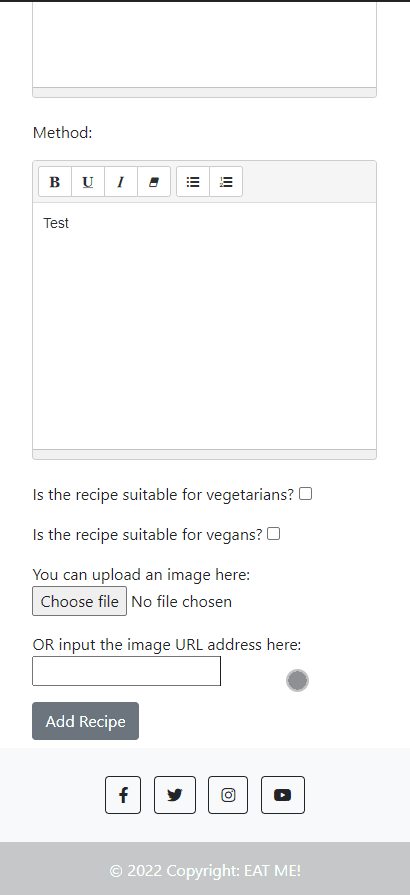 Method:
B U I
Test
Is the recipe suitable for vegetarians?
Is the recipe suitable for vegans?
You can upload an image here:
Choose file No file chosen
OR input the image URL address here:
Add Recipe
© 2022 Copyright: EAT ME!